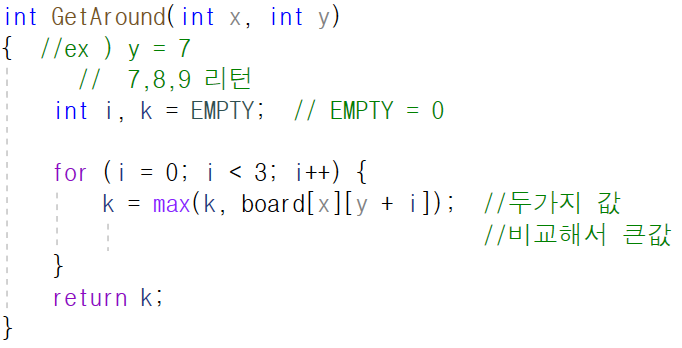 int GetAround(int x, int y)
{ //ex ) y = 7
// 7,8,9 리턴
int i, k = EMPTY; // EMPTY = 0
for (i = 0; i < 3; i++) {
k = max(k, board[x][y + i]); //두가지 값
//비교해서 큰값
}
return k;
}